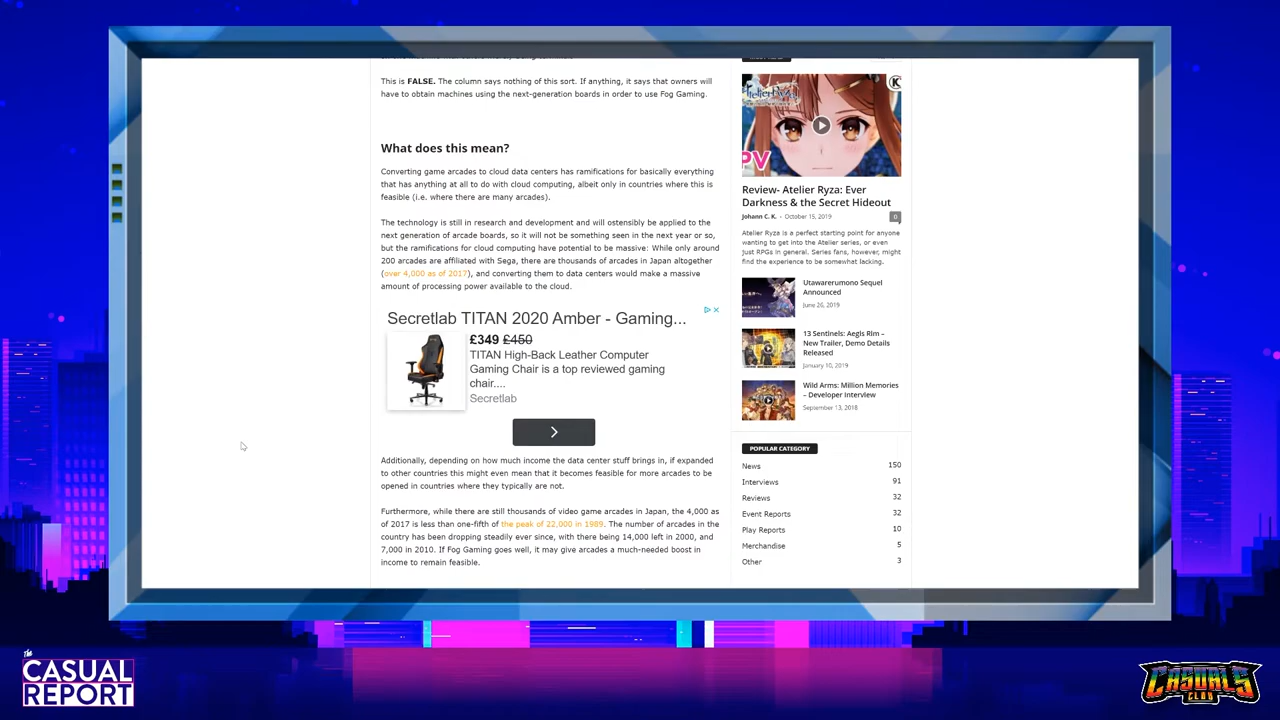 This is FALSE. The column says nothing of this sort. If anything, it says that owners will
have to obtain machines using the next-generation boards in order to use Fog Gaming.
What does this mean?
Converting game arcades to cloud data centers has ramifications for basically everything
that has anything at all to do with cloud computing, albeit only in countries where this is
feasible (i.e. where there are many arcades).
The technology is still in research and development and will ostensibly be applied to the
next generation of arcade boards, so it will not be something seen in the next year or so,
but the ramifications for cloud computing have potential to be massive: While only around
200 arcades are affiliated with Sega, there are thousands of arcades in Japan altogether
(over 4,000 as of 2017), and converting them to data centers would make a massive
amount of processing power available to the cloud.
Secretlab TITAN 2020 Amber - Gaming...
£349 £450
TITAN High-Back Leather Computer
Gaming Chair is a top reviewed gaming
chair....
Secretlab
Additionally, depending on how much income the data center stuff brings in, if expanded
to other countries this might even mean that it becomes feasible for more arcades to be
opened in countries where they typically are not.
Furthermore, while there are still thousands of video game arcades in Japan, the 4,000 as
of 2017 is less than one-fifth of the peak of 22,000 in 1989. The number of arcades in the
country has been dropping steadily ever since, with there being 14,000 left in 2000, and
7,000 in 2010. If Fog Gaming goes well, it may give arcades a much-needed boost in
income to remain feasible.
K
PV
Review- Atelier Ryza: Ever
Darkness & the Secret Hideout
Johann C. K. - October 15, 2019 0
Atelier Ryza is a perfect starting point for anyone
wanting to get into the Atelier series, or even
just RPGs in general. Series fans, however, might
find the experience to be somewhat lacking.
Utawarerumono Sequel
Announced
June 26, 2019
13 Sentinels: Aegis Rim –
New Trailer, Demo Details
Released
January 10, 2019
Wild Arms: Million Memories
– Developer Interview
September 13, 2018
POPULAR CATEGORY
News 150
Interviews 91
Reviews 32
Event Reports 32
Play Reports 10
Merchandise 5
Other 3
The
CASUAL
REPORT
CASUALS
CLUB